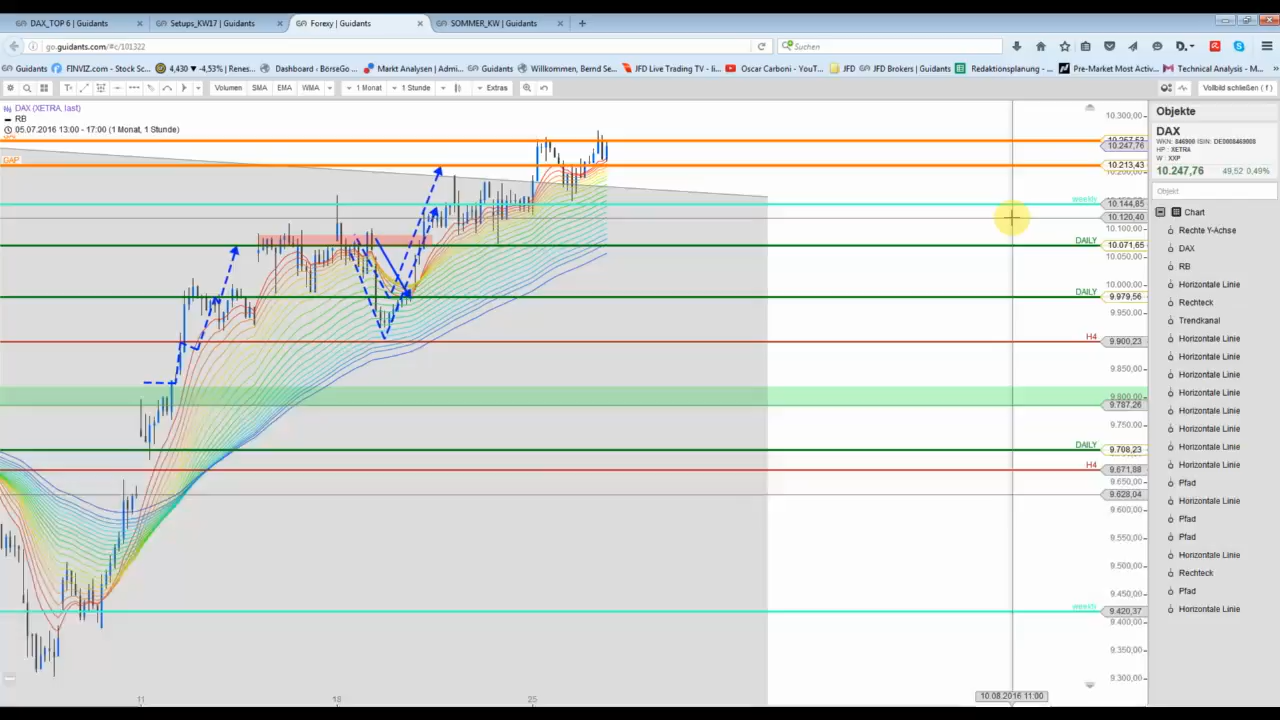 DAX_TOP 6 | Guidants
Setups_KW17 | Guidants
Forexy | Guidants
SOMMER_KW | Guidants
go.guidants.com/#c/101322
Suchen
Guidants
FINVIZ.com - Stock Sc...
4,430 ▼ -4,53% | Renes...
Dashboard ‹ BörseGo ...
Markt Analysen | Admi...
Guidants
Willkommen, Bernd Se...
JFD Live Trading TV - li...
Oscar Carboni - YouT...
JFD
JFD Brokers | Guidants
Redaktionsplanung - ...
Pre-Market Most Activ...
Technical Analysis - M...
Volumen
SMA
EMA
WMA
1 Monat
1 Stunde
Extras
Vollbild schließen ( f )
DAX (XETRA, last)
RB
05.07.2016 13:00 - 17:00 (1 Monat, 1 Stunde)
GAP
weekly
DAILY
DAILY
H4
DAILY
H4
weekly
10.300,00
10.247,76
10.213,43
10.144,85
10.120,40
10.100,00
10.071,65
10.050,00
10.000,00
9.979,56
9.950,00
9.900,23
9.850,00
9.800,00
9.787,26
9.750,00
9.708,23
9.671,88
9.650,00
9.628,04
9.600,00
9.550,00
9.500,00
9.450,00
9.420,37
9.400,00
9.350,00
9.300,00
11
18
25
10.08.2016 11:00
Objekte
DAX
WKN: 846900 ISIN: DE0008469008
HP : XETRA
W : XXP
10.247,76
49,52 0,49%
Objekt
Chart
Rechte Y-Achse
DAX
RB
Horizontale Linie
Rechteck
Trendkanal
Horizontale Linie
Horizontale Linie
Horizontale Linie
Horizontale Linie
Horizontale Linie
Horizontale Linie
Horizontale Linie
Horizontale Linie
Pfad
Horizontale Linie
Pfad
Pfad
Horizontale Linie
Rechteck
Pfad
Horizontale Linie